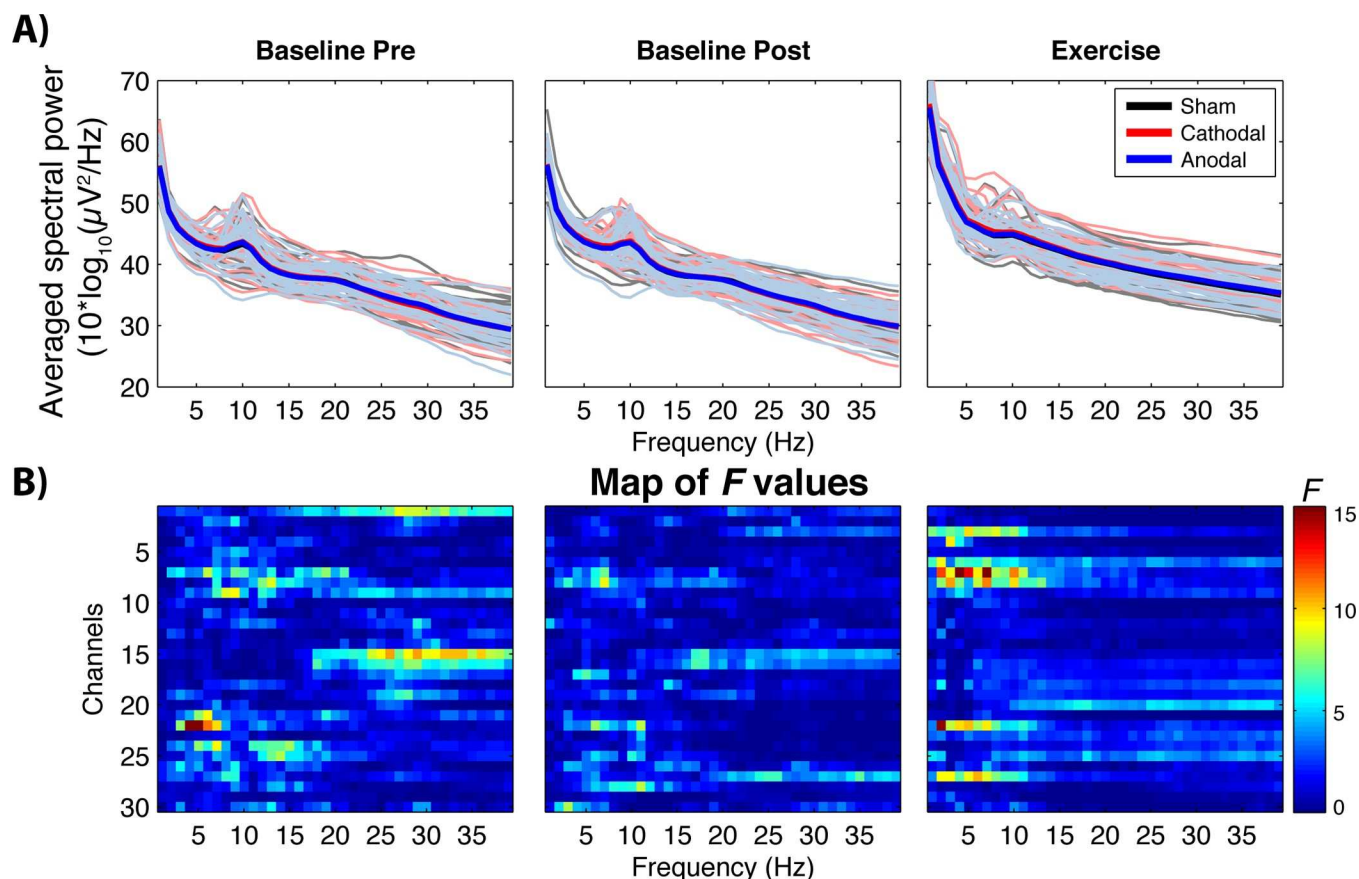 A)
Baseline Pre
Baseline Post
Exercise
Averaged spectral power
(10*log10(µV2/Hz)
70
60
50
40
30
20
Sham
Cathodal
Anodal
5 10 15 20 25 30 35
5 10 15 20 25 30 35
5 10 15 20 25 30 35
Frequency (Hz)
B)
Map of F values
F
Channels
5
10
15
20
25
30
15
10
5
0
5 10 15 20 25 30 35
5 10 15 20 25 30 35
5 10 15 20 25 30 35
Frequency (Hz)